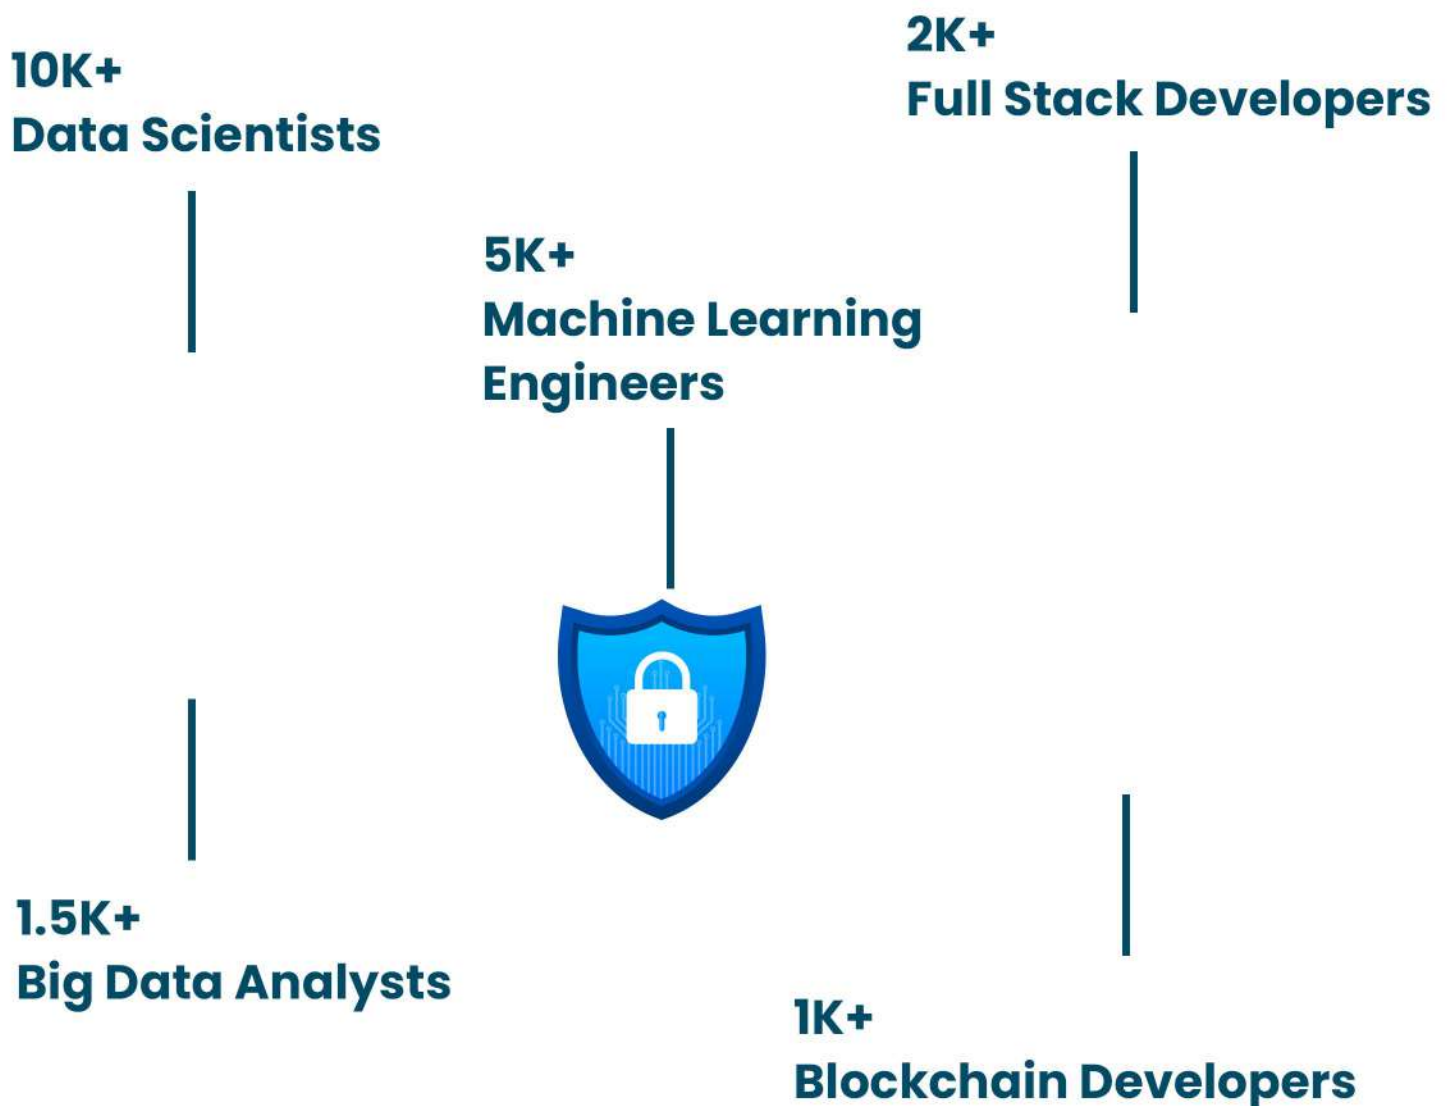 10K+
Data Scientists
2K+
Full Stack Developers
5K+
Machine Learning
Engineers
1.5K+
Big Data Analysts
1K+
Blockchain Developers